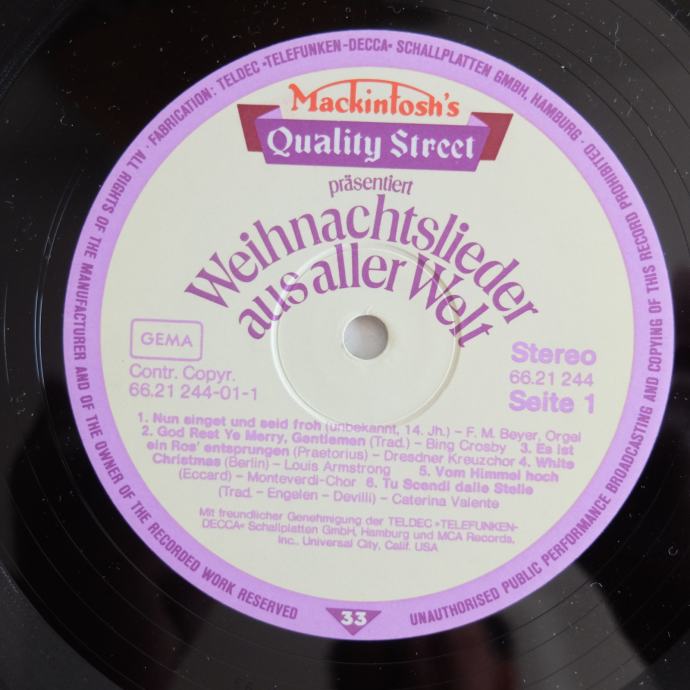 ALL RIGHTS OF THE MANUFACTURER AND OF THE OWNER OF THE RECORDED WORK RESERVED
· FABRICATION: TELDEC »TELEFUNKEN-DECCA« SCHALLPLATTEN GMBH, HAMBURG ·
UNAUTHORISED PUBLIC PERFORMANCE BROADCASTING AND COPYING OF THIS RECORD PROHIBITED ·
Mackintosh's
Quality Street
präsentiert
Weihnachtslieder
aus aller Welt
GEMA
Contr. Copyr.
66.21 244-01-1
Stereo
66.21 244
Seite 1
1. Nun singet und seid froh (unbekannt, 14. Jh.) – F. M. Beyer, Orgel
2. God Rest Ye Merry, Gentlemen (Trad.) – Bing Crosby 3. Es ist
ein Ros' entsprungen (Praetorius) – Dresdner Kreuzchor 4. White
Christmas (Berlin) – Louis Armstrong 5. Vom Himmel hoch
(Eccard) – Monteverdi-Chor 6. Tu Scendi dalle Stelle
(Trad. – Engelen – Devilli) – Caterina Valente
Mit freundlicher Genehmigung der TELDEC »TELEFUNKEN-
DECCA« Schallplatten GmbH, Hamburg und MCA Records,
Inc., Universal City, Calif. USA
33